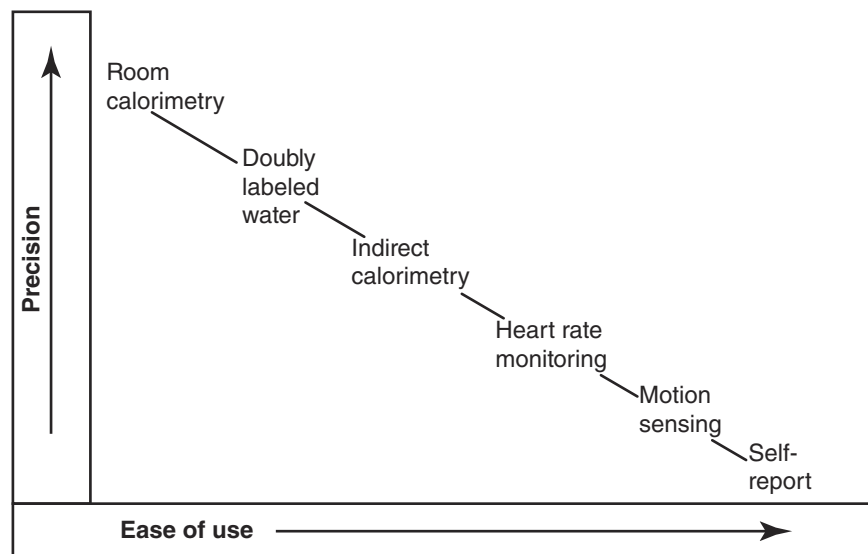 Room
calorimetry
Doubly
labeled
water
Indirect
calorimetry
Heart rate
monitoring
Motion
sensing
Self-
report
Precision
Ease of use